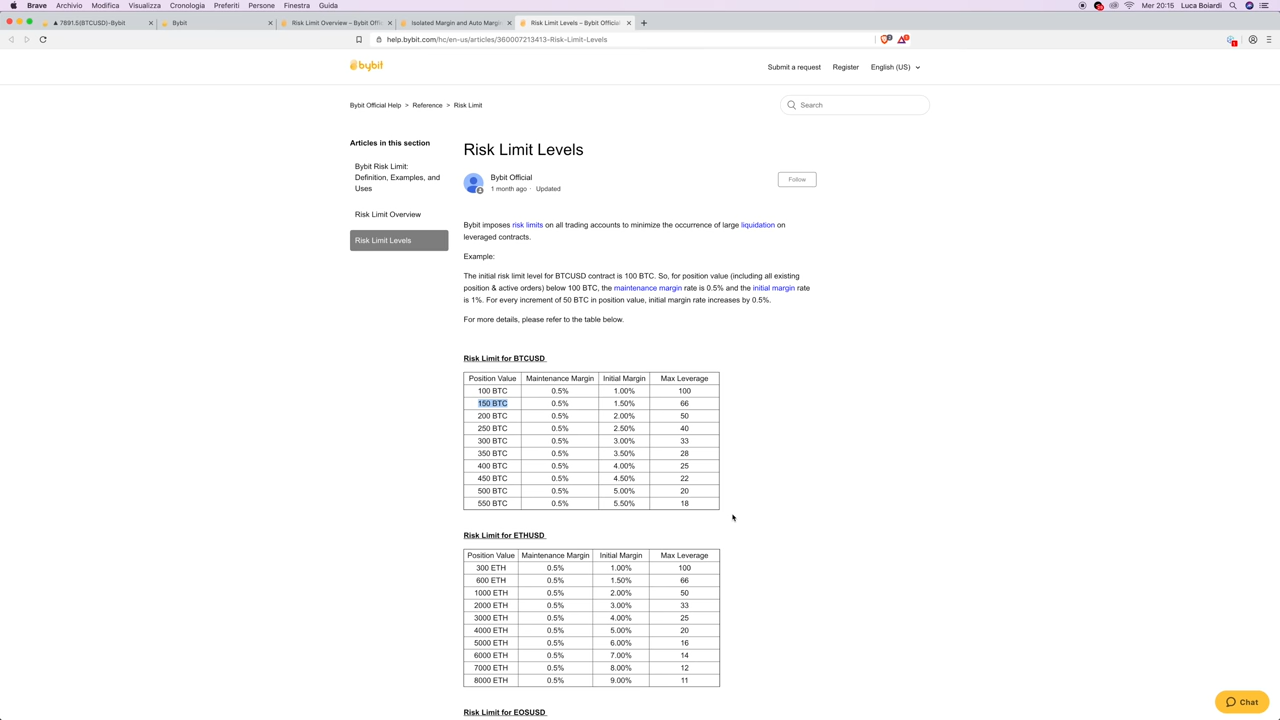 Brave Archivio Modifica Visualizza Cronologia Preferiti Persone Finestra Guida Mer 20:15 Luca Boiardi
▲ 7891.5(BTCUSD)-Bybit Bybit Risk Limit Overview – Bybit Offi Isolated Margin and Auto Margi Risk Limit Levels – Bybit Official
help.bybit.com/hc/en-us/articles/360007213413-Risk-Limit-Levels
bybit
Submit a request Register English (US)
Bybit Official Help > Reference > Risk Limit
Search
Articles in this section
Bybit Risk Limit:
Definition, Examples, and
Uses
Risk Limit Overview
Risk Limit Levels
Risk Limit Levels
Bybit Official
1 month ago · Updated
Follow
Bybit imposes risk limits on all trading accounts to minimize the occurrence of large liquidation on
leveraged contracts.
Example:
The initial risk limit level for BTCUSD contract is 100 BTC. So, for position value (including all existing
position & active orders) below 100 BTC, the maintenance margin rate is 0.5% and the initial margin rate
is 1%. For every increment of 50 BTC in position value, initial margin rate increases by 0.5%.
For more details, please refer to the table below.
Risk Limit for BTCUSD
Position Value Maintenance Margin Initial Margin Max Leverage
100 BTC 0.5% 1.00% 100
150 BTC 0.5% 1.50% 66
200 BTC 0.5% 2.00% 50
250 BTC 0.5% 2.50% 40
300 BTC 0.5% 3.00% 33
350 BTC 0.5% 3.50% 28
400 BTC 0.5% 4.00% 25
450 BTC 0.5% 4.50% 22
500 BTC 0.5% 5.00% 20
550 BTC 0.5% 5.50% 18
Risk Limit for ETHUSD
Position Value Maintenance Margin Initial Margin Max Leverage
300 ETH 0.5% 1.00% 100
600 ETH 0.5% 1.50% 66
1000 ETH 0.5% 2.00% 50
2000 ETH 0.5% 3.00% 33
3000 ETH 0.5% 4.00% 25
4000 ETH 0.5% 5.00% 20
5000 ETH 0.5% 6.00% 16
6000 ETH 0.5% 7.00% 14
7000 ETH 0.5% 8.00% 12
8000 ETH 0.5% 9.00% 11
Risk Limit for EOSUSD
Chat